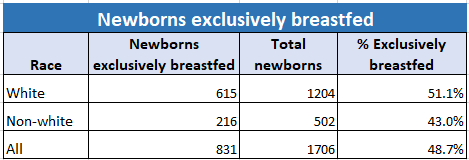 Newborns exclusively breastfed
Race Newborns exclusively breastfed Total newborns % Exclusively breastfed
White 615 1204 51.1%
Non-white 216 502 43.0%
All 831 1706 48.7%